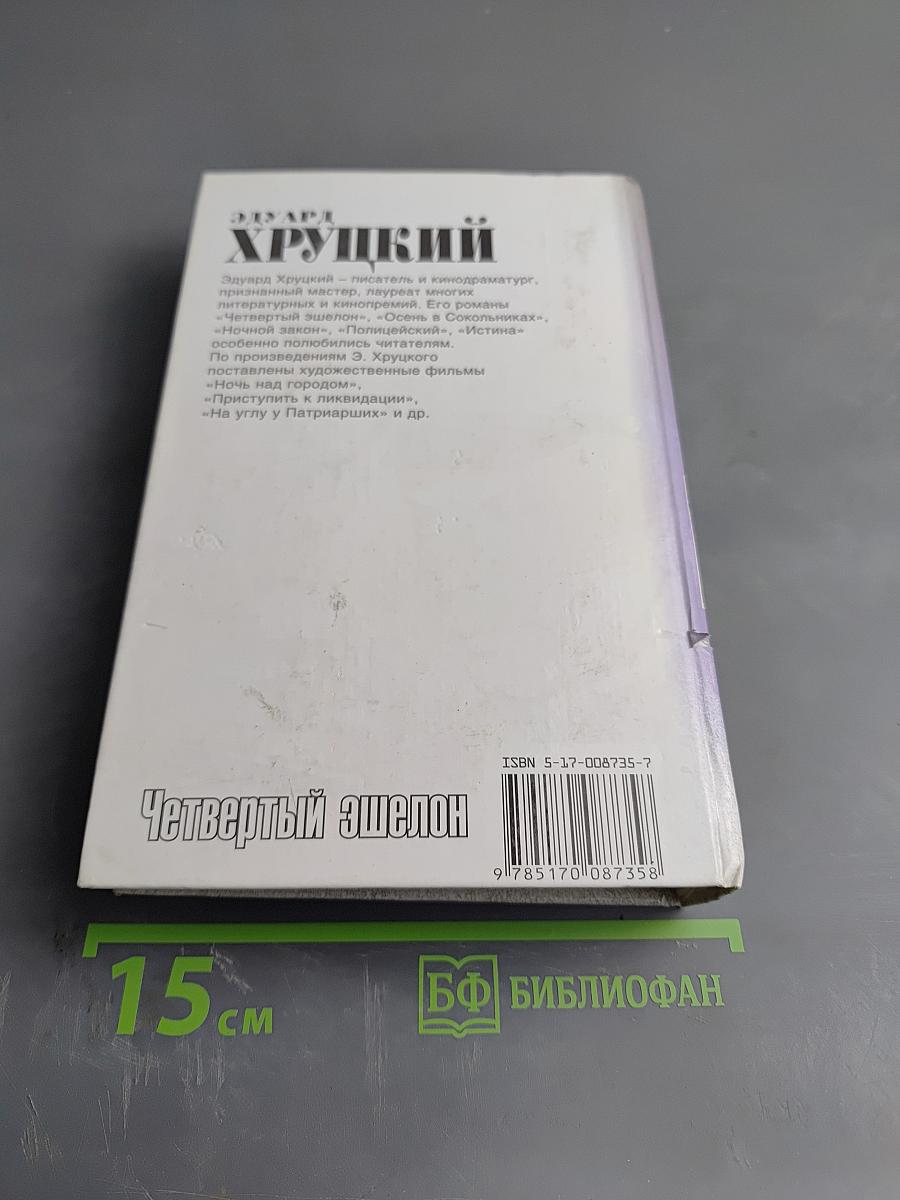 ЭДУАРД
ХРУЦКИЙ
Эдуард Хруцкий – писатель и кинодраматург,
признанный мастер, лауреат многих
литературных и кинопремий. Его романы
«Четвертый эшелон», «Осень в Сокольниках»,
«Ночной закон», «Полицейский», «Истина»
особенно полюбились читателям.
По произведениям Э. Хруцкого
поставлены художественные фильмы
«Ночь над городом»,
«Приступить к ликвидации»,
«На углу у Патриарших» и др.
ISBN 5-17-008735-7
Четвертый эшелон
9 785170 087358
15 см
БФ БИБЛИОФАН